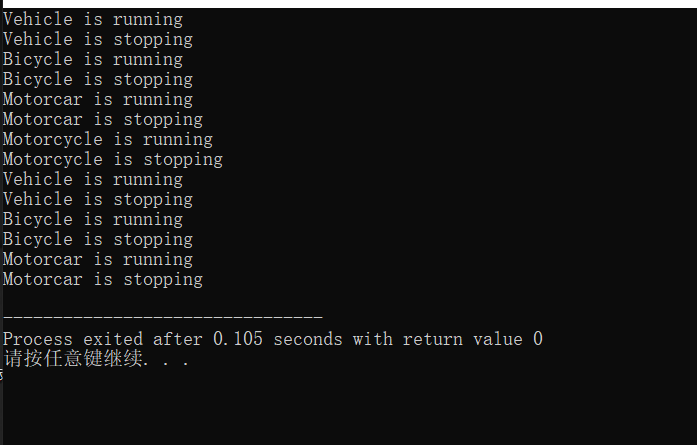 Vehicle is running
Vehicle is stopping
Bicycle is running
Bicycle is stopping
Motorcar is running
Motorcar is stopping
Motorcycle is running
Motorcycle is stopping
Vehicle is running
Vehicle is stopping
Bicycle is running
Bicycle is stopping
Motorcar is running
Motorcar is stopping
--------------------------------
Process exited after 0.105 seconds with return value 0
请按任意键继续. . .